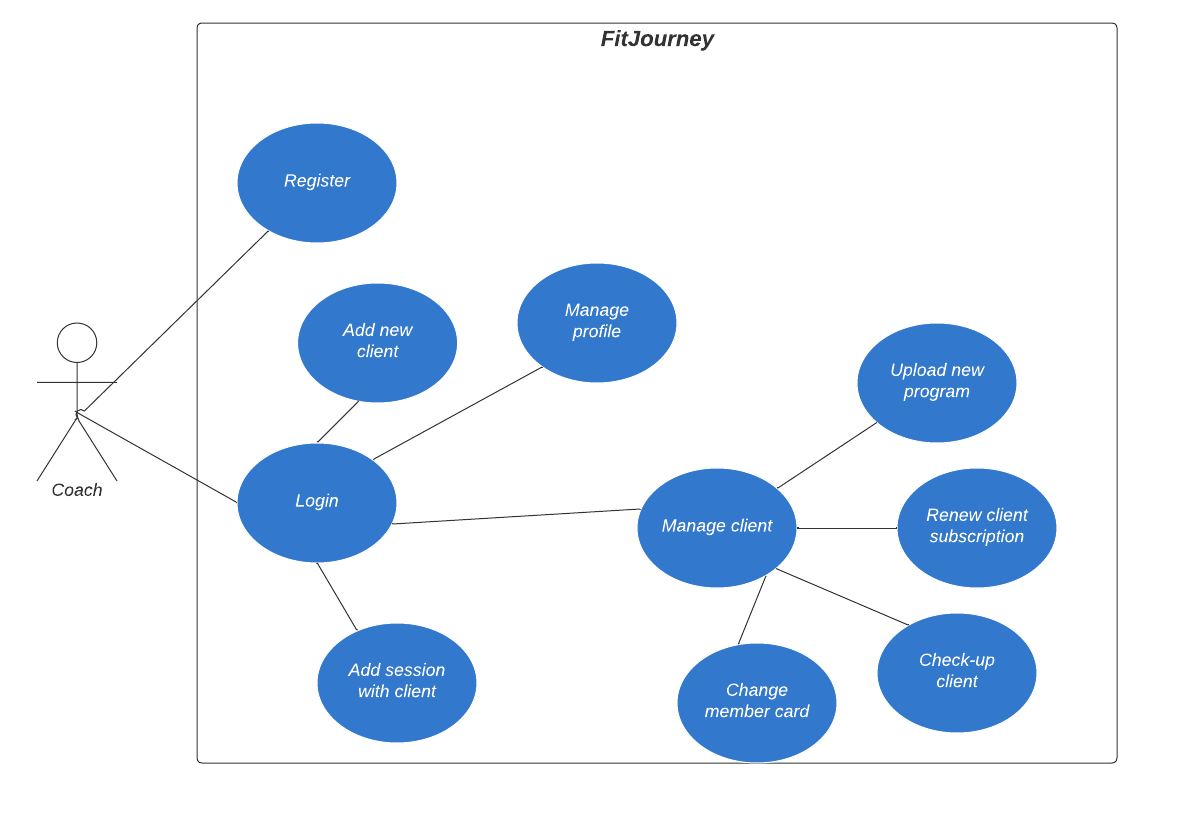 FitJourney
Register
Add new
client
Manage
profile
Upload new
program
Coach
Login
Manage client
Renew client
subscription
Add session
with client
Change
member card
Check-up
client